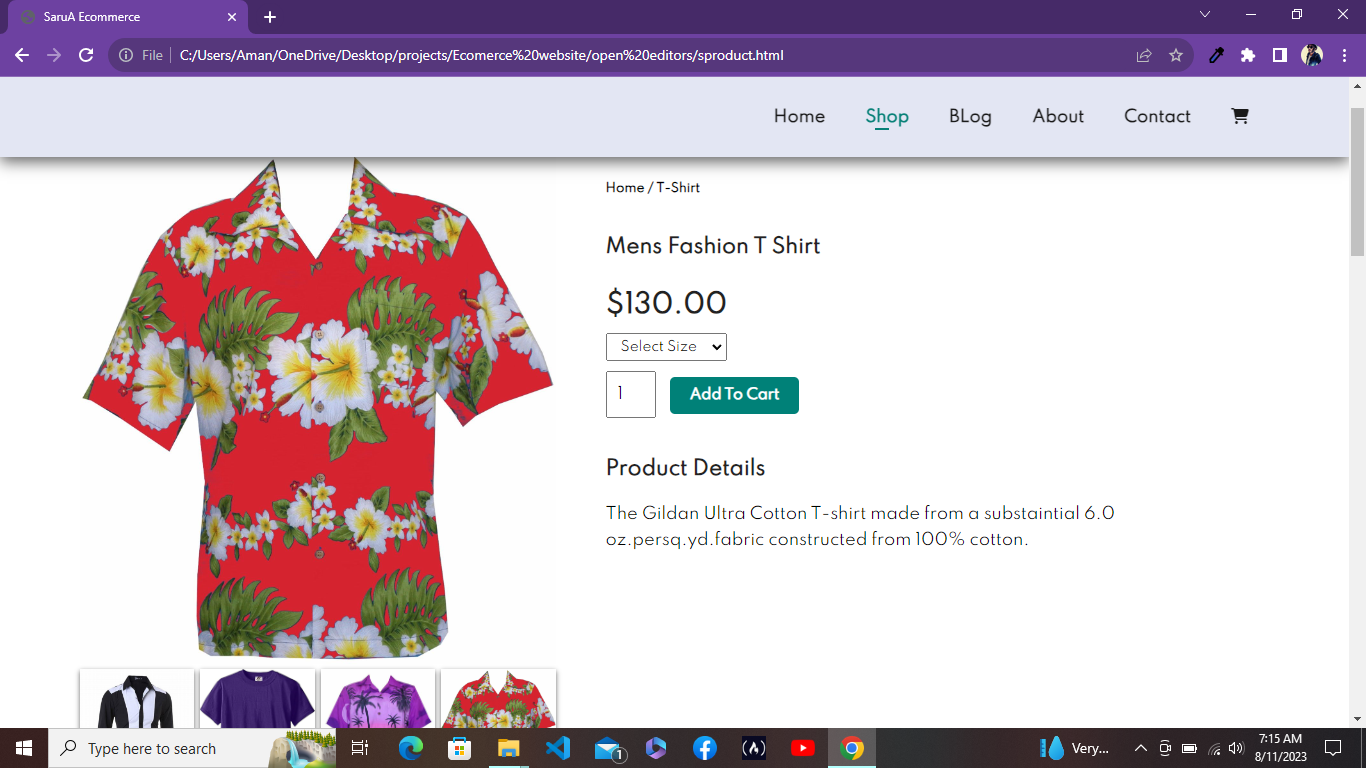 SaruA Ecommerce
File
C:/Users/Aman/OneDrive/Desktop/projects/Ecomerce%20website/open%20editors/sproduct.html
Home Shop BLog About Contact
Home / T-Shirt
Mens Fashion T Shirt
$130.00
Select Size
1
Add To Cart
Product Details
The Gildan Ultra Cotton T-shirt made from a substaintial 6.0
oz.persq.yd.fabric constructed from 100% cotton.
Type here to search
1
Very...
7:15 AM
8/11/2023